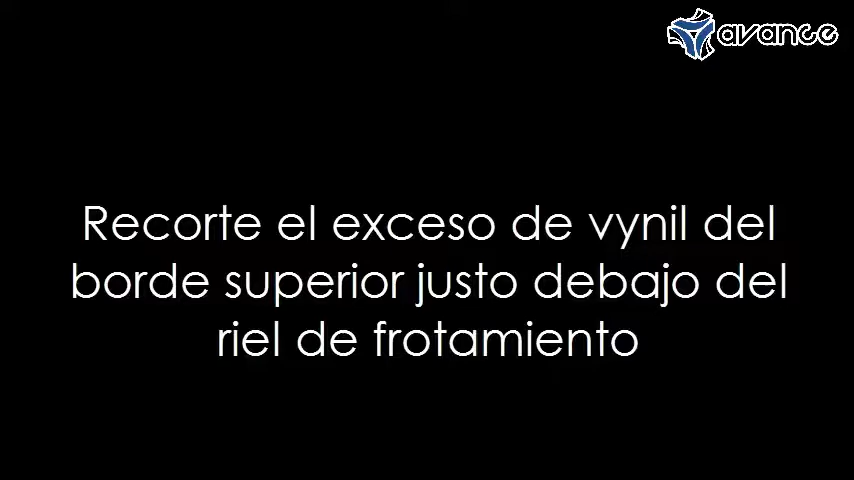 avance
Recorte el exceso de vynil del
borde superior justo debajo del
riel de frotamiento